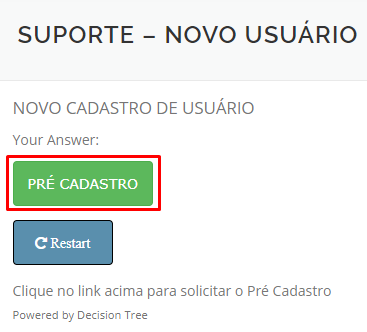 SUPORTE – NOVO USUÁRIO
NOVO CADASTRO DE USUÁRIO
Your Answer:
PRÉ CADASTRO
Restart
Clique no link acima para solicitar o Pré Cadastro
Powered by Decision Tree